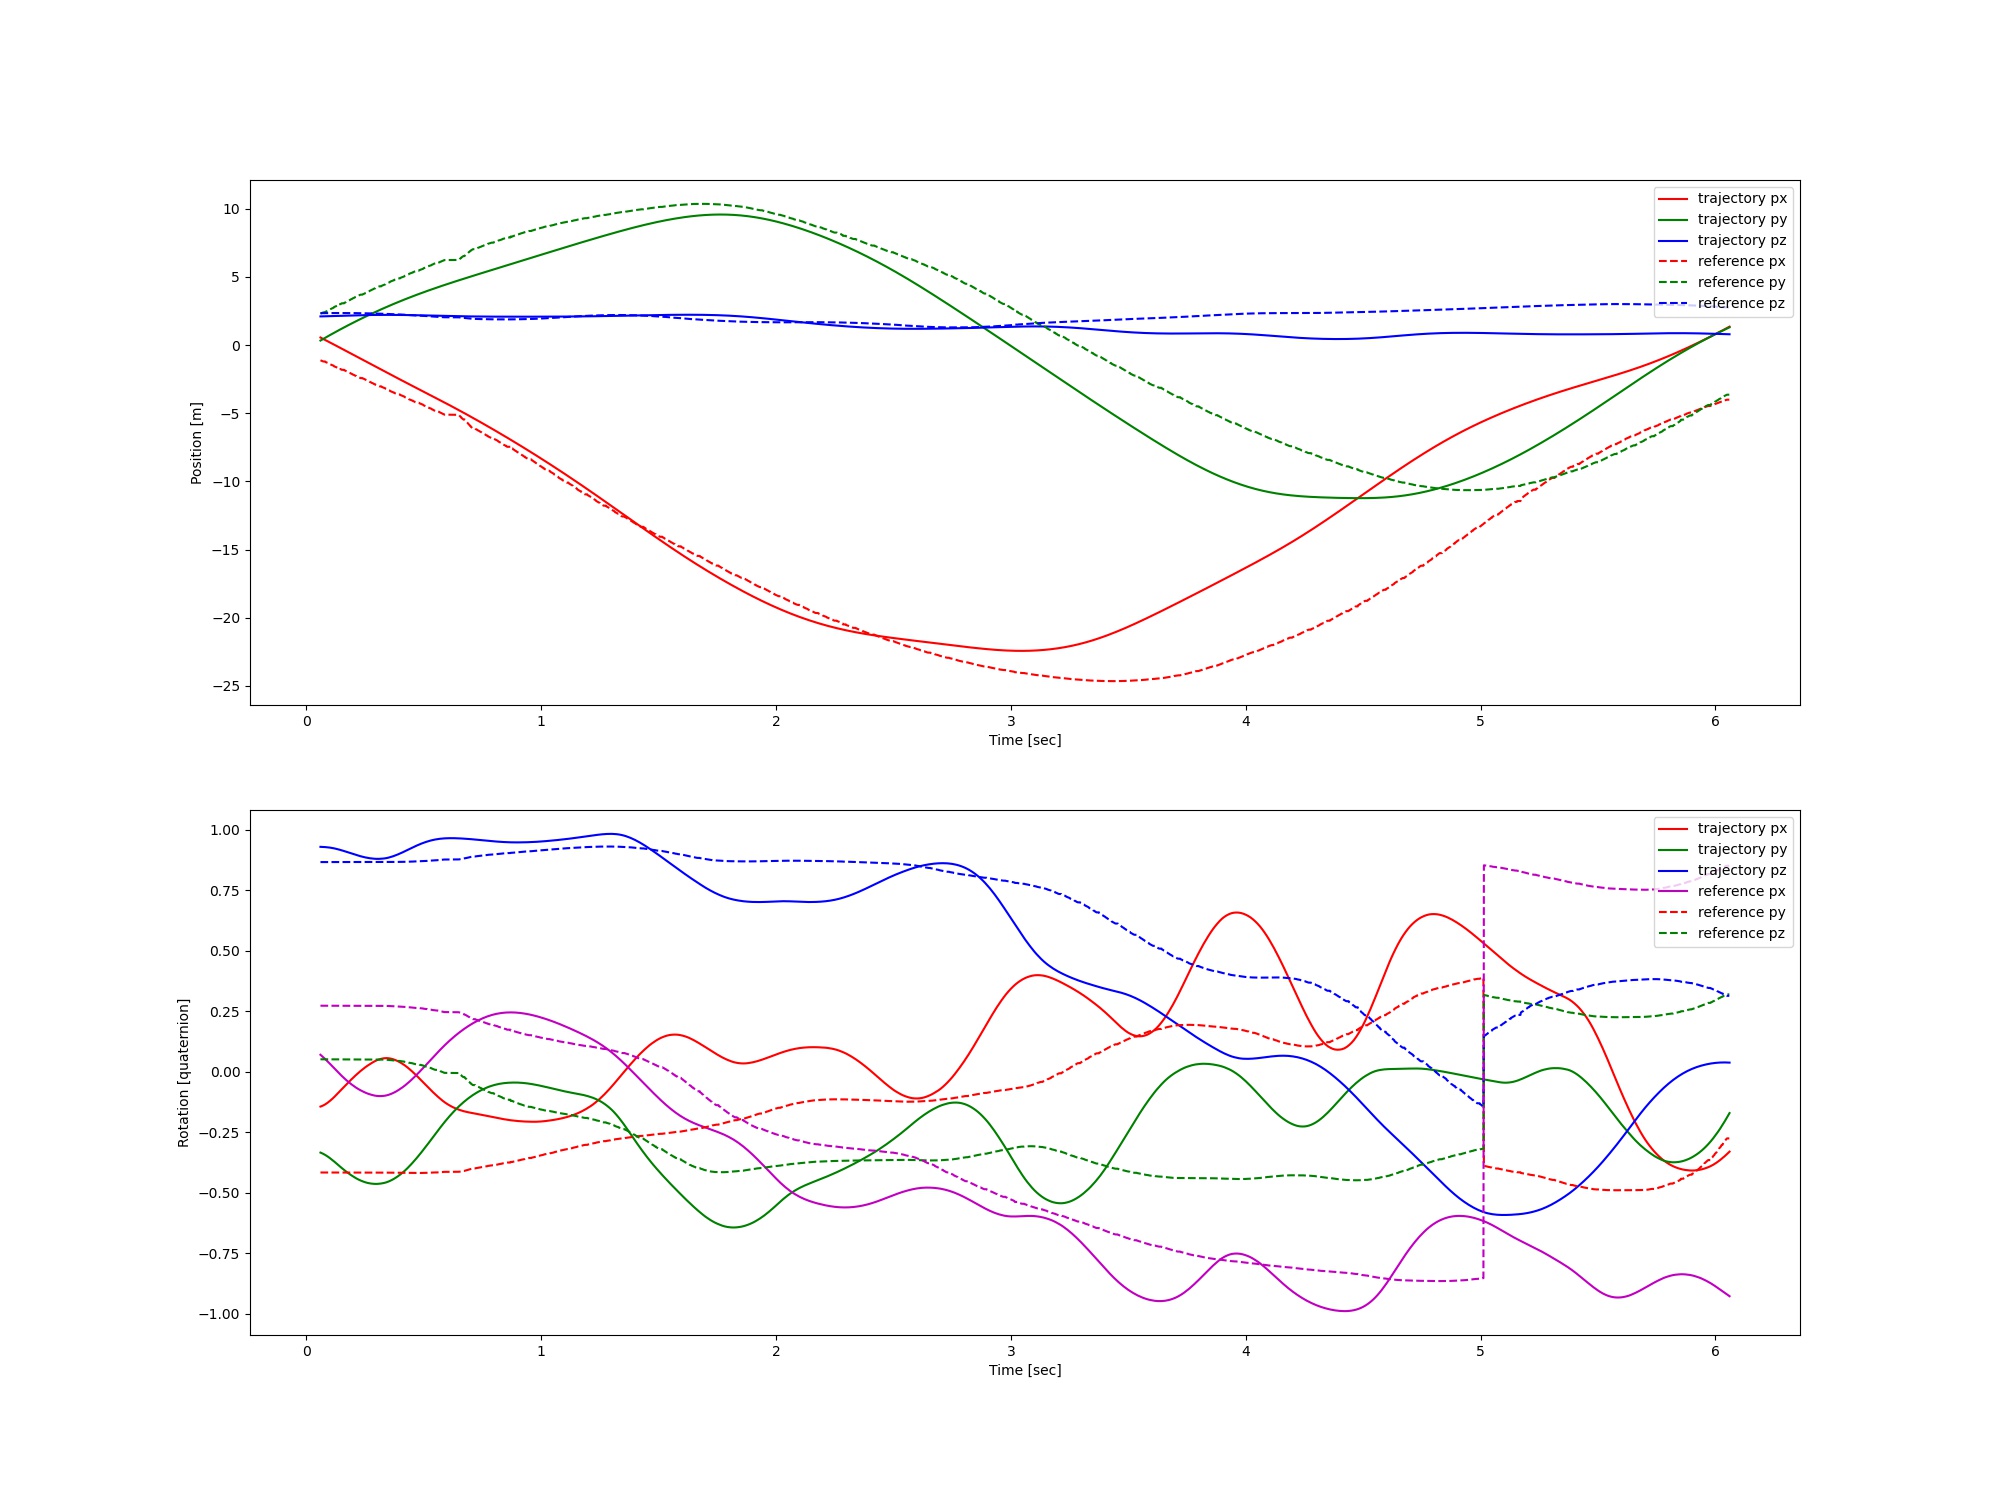 10
5
0
−5
−10
−15
−20
−25
Position [m]
trajectory px
trajectory py
trajectory pz
reference px
reference py
reference pz
0 1 2 3 4 5 6
Time [sec]
1.00
0.75
0.50
0.25
0.00
−0.25
−0.50
−0.75
−1.00
Rotation [quaternion]
trajectory px
trajectory py
trajectory pz
reference px
reference py
reference pz
0 1 2 3 4 5 6
Time [sec]